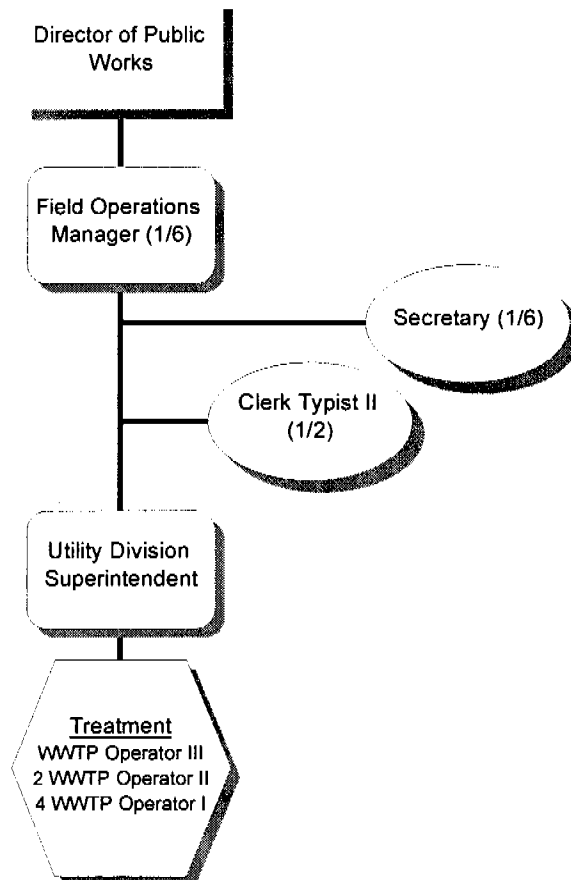 Director of Public
Works
Field Operations
Manager (1/6)
Secretary (1/6)
Clerk Typist II
(1/2)
Utility Division
Superintendent
Treatment
WWTP Operator III
2 WWTP Operator II
4 WWTP Operator I